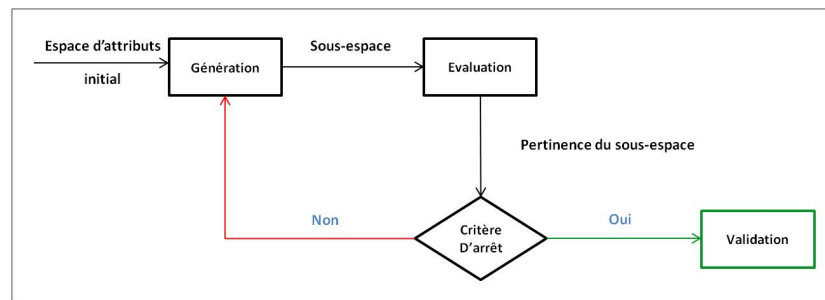 Espace d'attributs
initial
Génération
Sous-espace
Evaluation
Pertinence du sous-espace
Critère
D'arrêt
Non
Oui
Validation